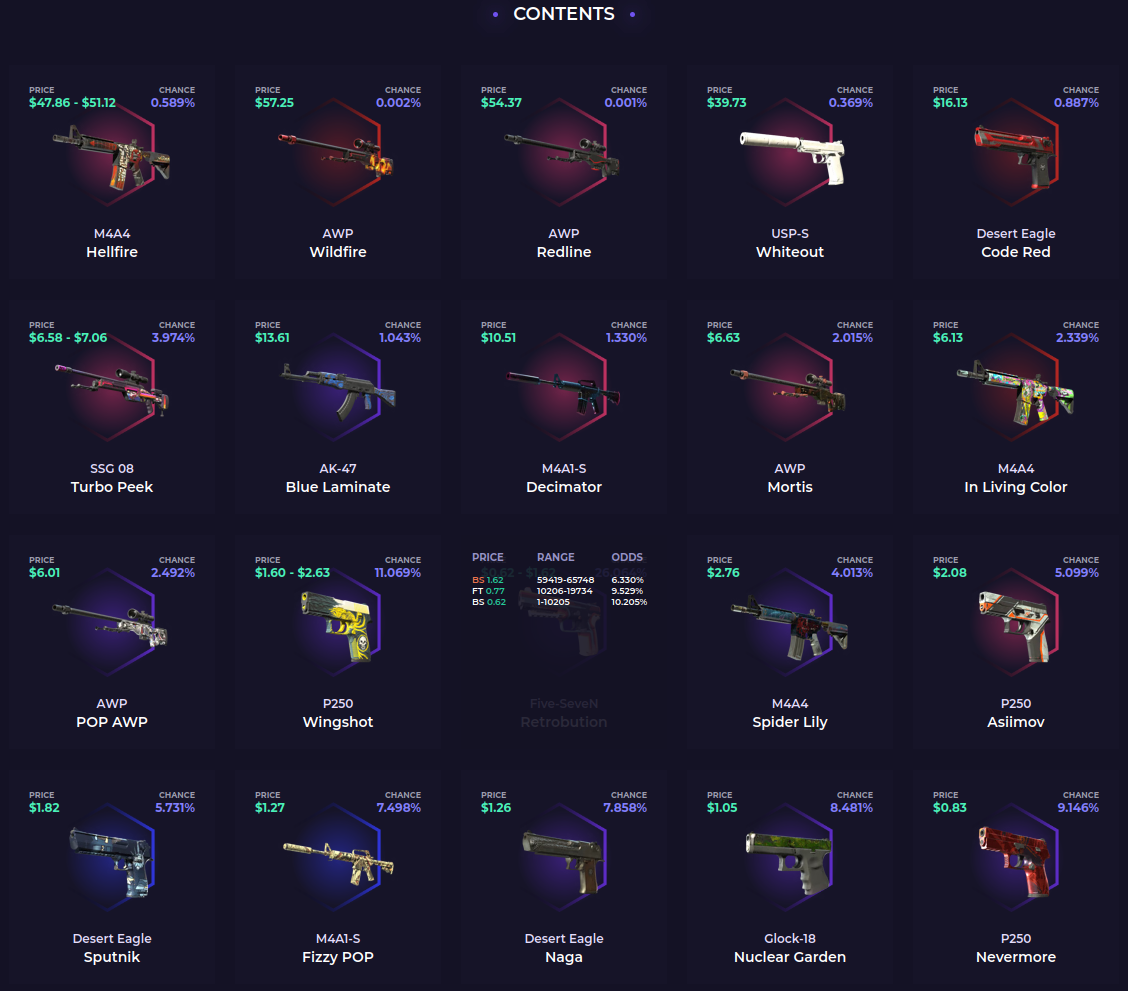 CONTENTS
PRICE CHANCE PRICE CHANCE PRICE CHANCE PRICE CHANCE PRICE CHANCE
$47.86 - $51.12 0.589% $57.25 0.002% $54.37 0.001% $39.73 0.369% $16.13 0.887%
M4A4 AWP AWP USP-S Desert Eagle
Hellfire Wildfire Redline Whiteout Code Red
PRICE CHANCE PRICE CHANCE PRICE CHANCE PRICE CHANCE PRICE CHANCE
$6.58 - $7.06 3.974% $13.61 1.043% $10.51 1.330% $6.63 2.015% $6.13 2.339%
SSG 08 AK-47 M4A1-S AWP M4A4
Turbo Peek Blue Laminate Decimator Mortis In Living Color
PRICE CHANCE PRICE CHANCE PRICE RANGE ODDS PRICE CHANCE PRICE CHANCE
$6.01 2.492% $1.60 - $2.63 11.069% $0.62 - $1.62 26.064% $2.76 4.013% $2.08 5.099%
BS 1.62 59419-65748 6.330%
FT 0.77 10206-19734 9.529%
BS 0.62 1-10205 10.205%
AWP P250 Five-SeveN M4A4 P250
POP AWP Wingshot Retrobution Spider Lily Asiimov
PRICE CHANCE PRICE CHANCE PRICE CHANCE PRICE CHANCE PRICE CHANCE
$1.82 5.731% $1.27 7.498% $1.26 7.858% $1.05 8.481% $0.83 9.146%
Desert Eagle M4A1-S Desert Eagle Glock-18 P250
Sputnik Fizzy POP Naga Nuclear Garden Nevermore